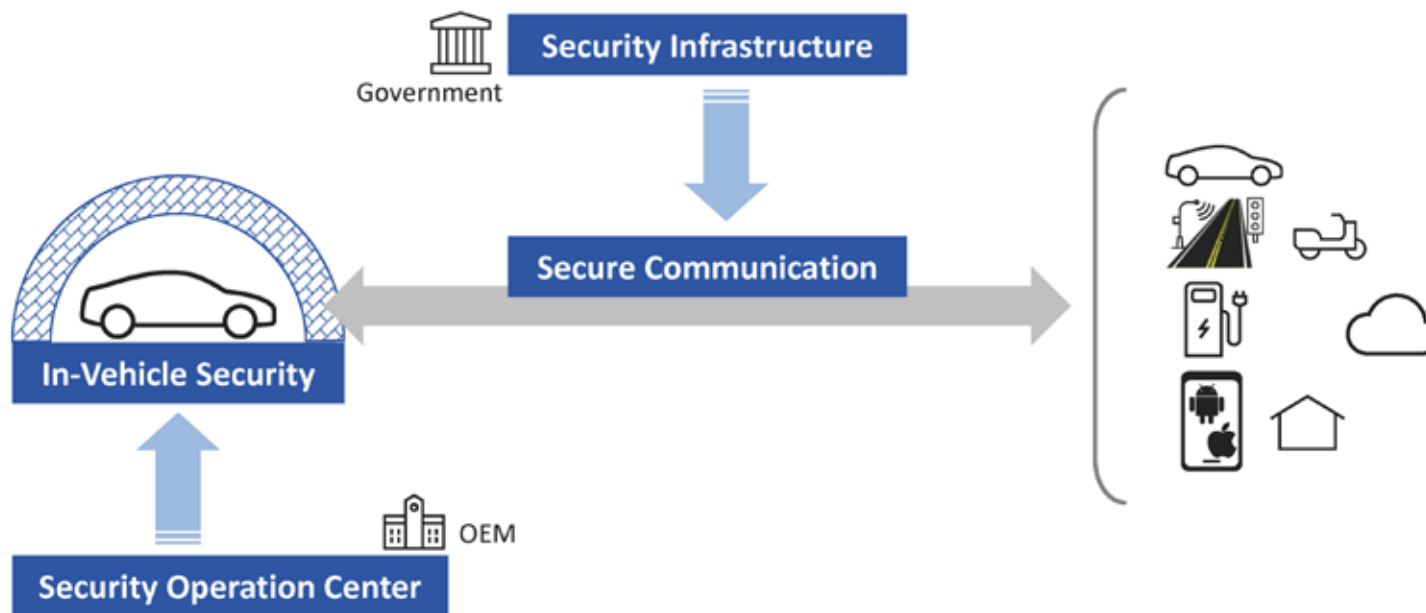 Security Infrastructure
Government
Secure Communication
In-Vehicle Security
OEM
Security Operation Center